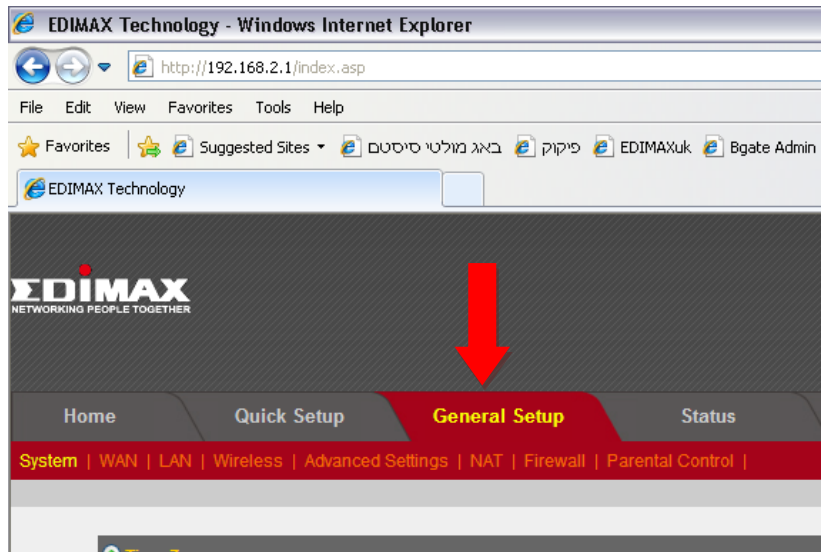 EDIMAX Technology - Windows Internet Explorer
http://192.168.2.1/index.asp
File Edit View Favorites Tools Help
Favorites Suggested Sites באג מולטי סיסטם פיקוק EDIMAXuk Bgate Admin
EDIMAX Technology
EDIMAX
NETWORKING PEOPLE TOGETHER
Home Quick Setup General Setup Status
System | WAN | LAN | Wireless | Advanced Settings | NAT | Firewall | Parental Control |